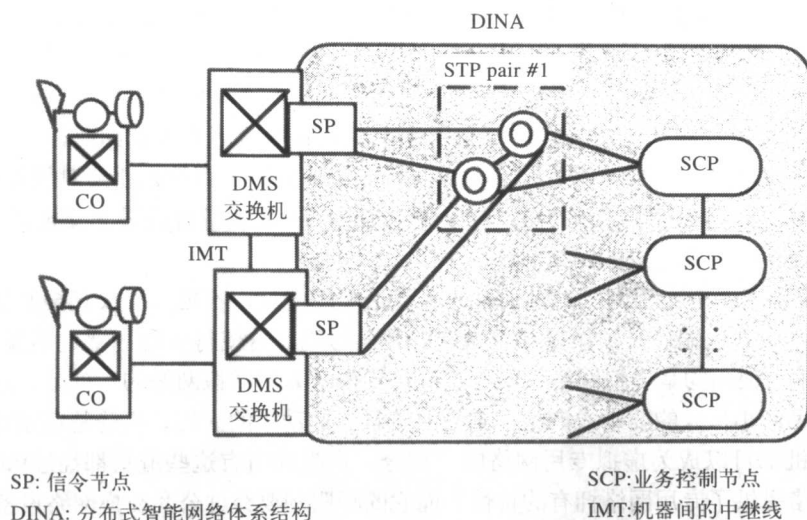 DINA
STP pair #1
SP
CO
DMS
交换机
SCP
IMT
SCP
SP
CO
DMS
交换机
SCP
SP: 信令节点
SCP:业务控制节点
DINA: 分布式智能网络体系结构
IMT:机器间的中继线